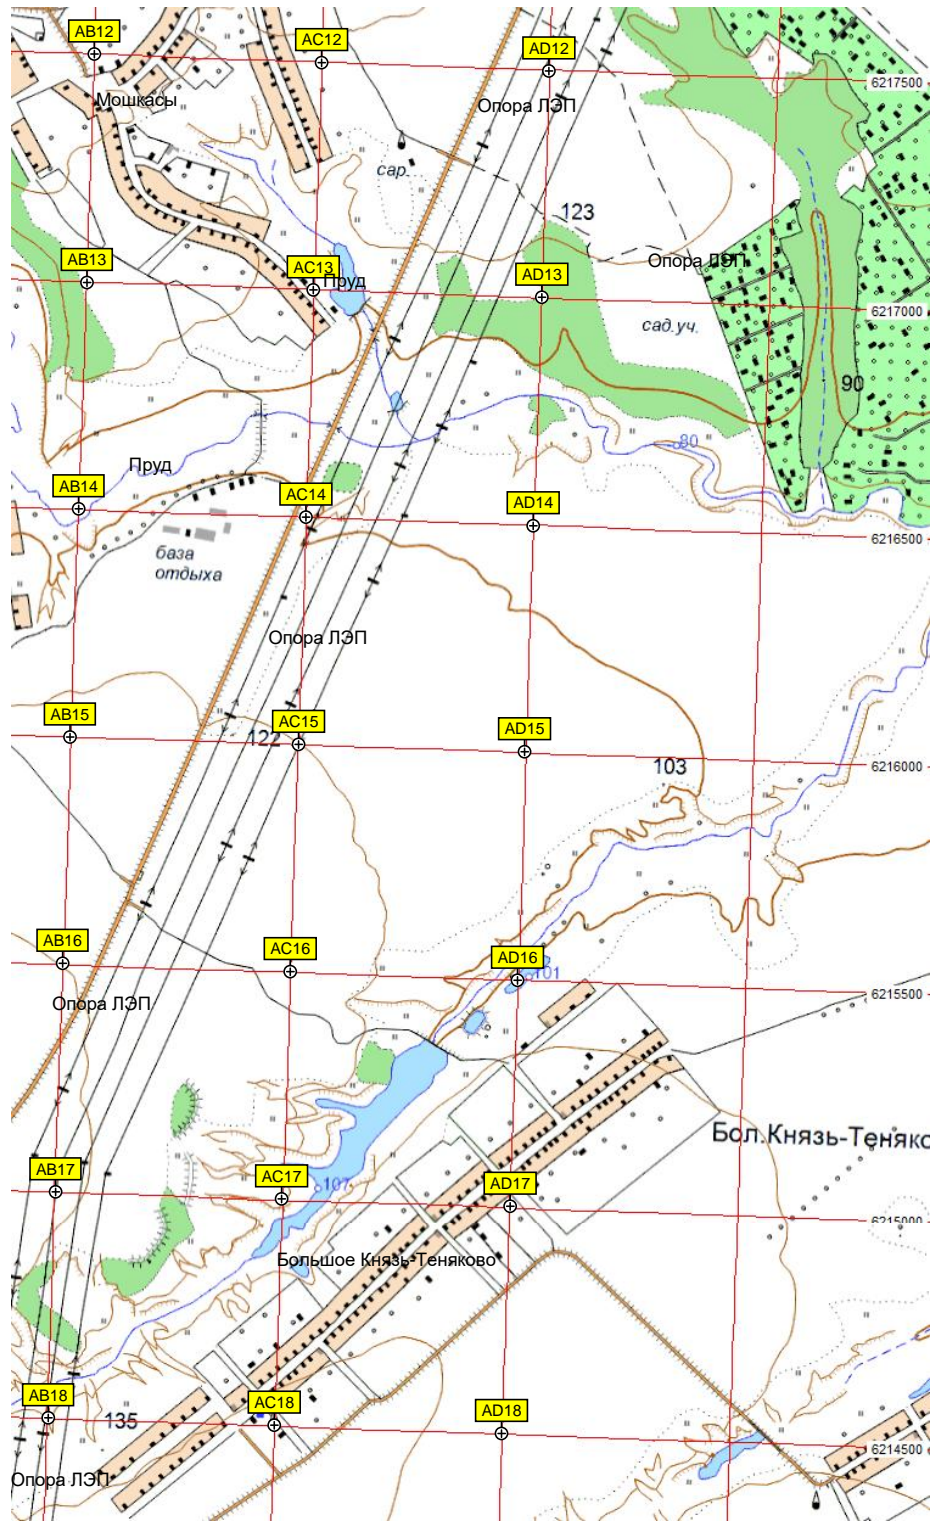 AB12
AC12
AD12
6217500
Мошкасы
Опора ЛЭП
сар.
123
AB13
AC13
AD13
Опора ЛЭП
Пруд
6217000
сад.уч.
90
80
Пруд
AB14
AC14
AD14
6216500
база
отдыха
Опора ЛЭП
AB15
AC15
AD15
122
6216000
103
AB16
AC16
AD16
101
6215500
Опора ЛЭП
Бол.Князь-Теняко
AB17
AC17
AD17
107
6215000
Большое Князь-Теняково
AB18
AC18
AD18
135
6214500
Опора ЛЭП